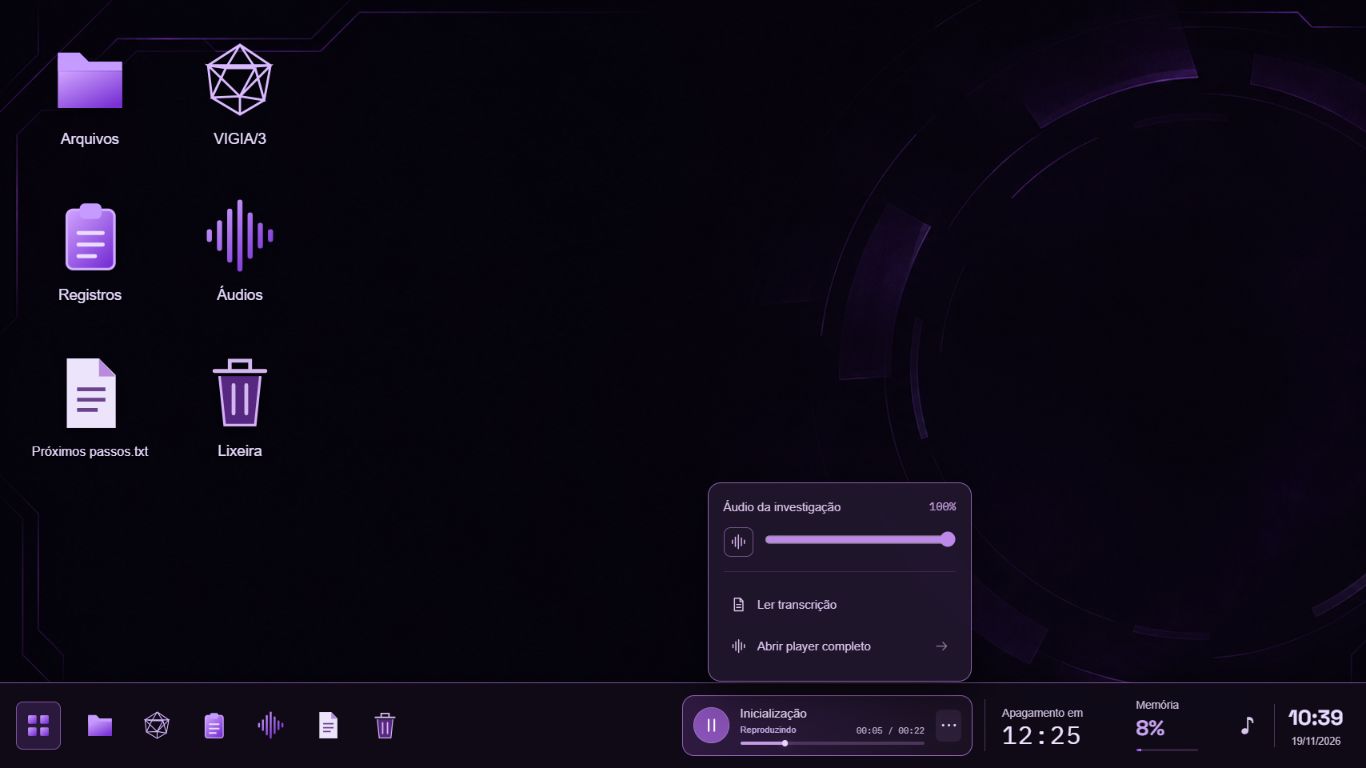 Arquivos
VIGIA/3
Registros
Áudios
Próximos passos.txt
Lixeira
Áudio da investigação
100%
Ler transcrição
Abrir player completo
Inicialização
Reproduzindo
00:05 / 00:22
Apagamento em
12:25
Memória
8%
10:39
19/11/2026